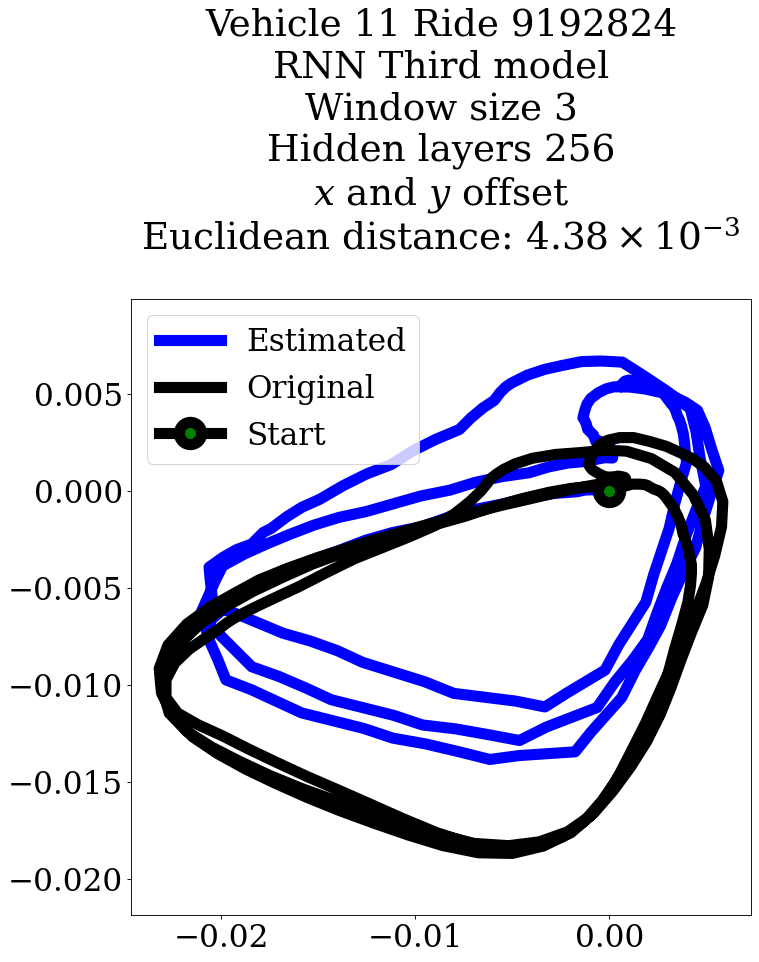 Vehicle 11 Ride 9192824
RNN Third model
Window size 3
Hidden layers 256
x and y offset
Euclidean distance: 4.38 × 10⁻³
Estimated
Original
Start
0.005
0.000
−0.005
−0.010
−0.015
−0.020
−0.02
−0.01
0.00